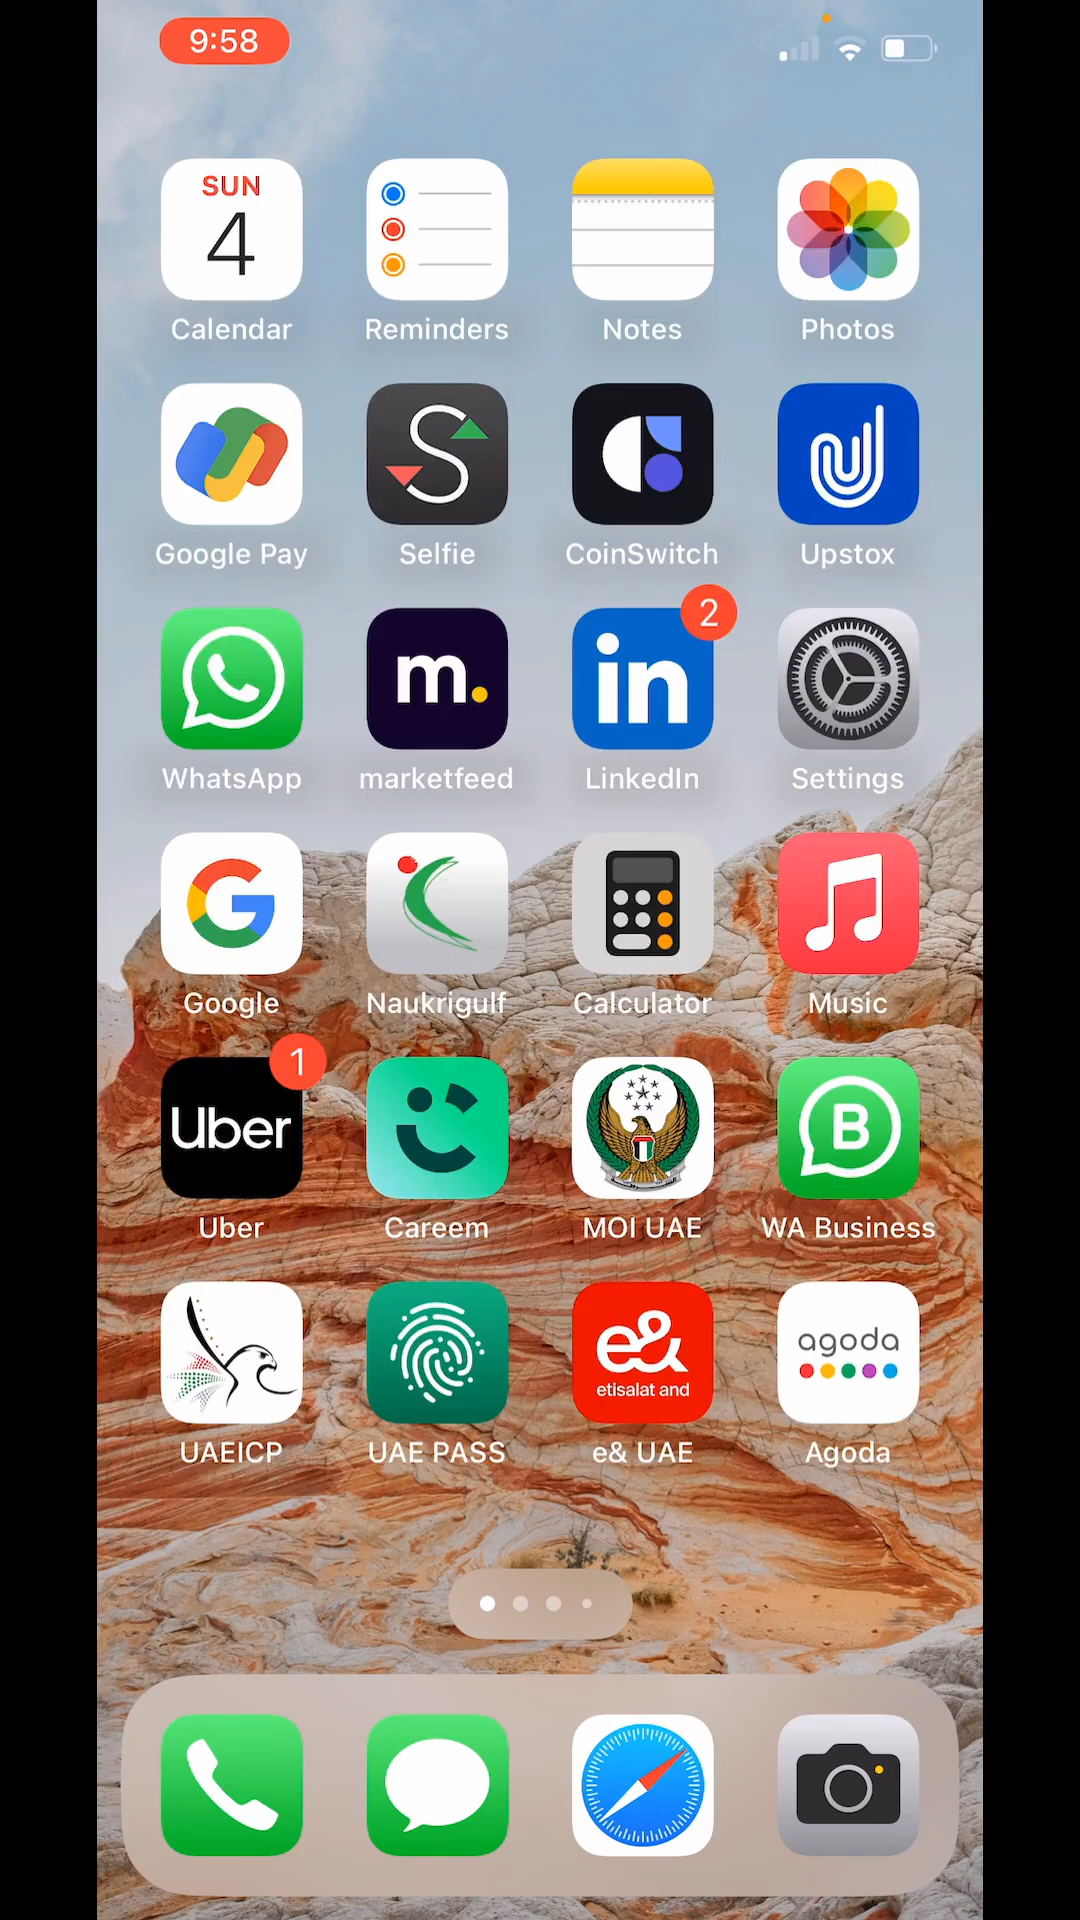 9:58
SUN
4
Calendar
Reminders
Notes
Photos
Google Pay
Selfie
CoinSwitch
Upstox
m.
in
2
WhatsApp
marketfeed
LinkedIn
Settings
G
Google
Naukrigulf
Calculator
Music
1
Uber
B
Uber
Careem
MOI UAE
WA Business
e&
etisalat and
agoda
UAEICP
UAE PASS
e& UAE
Agoda